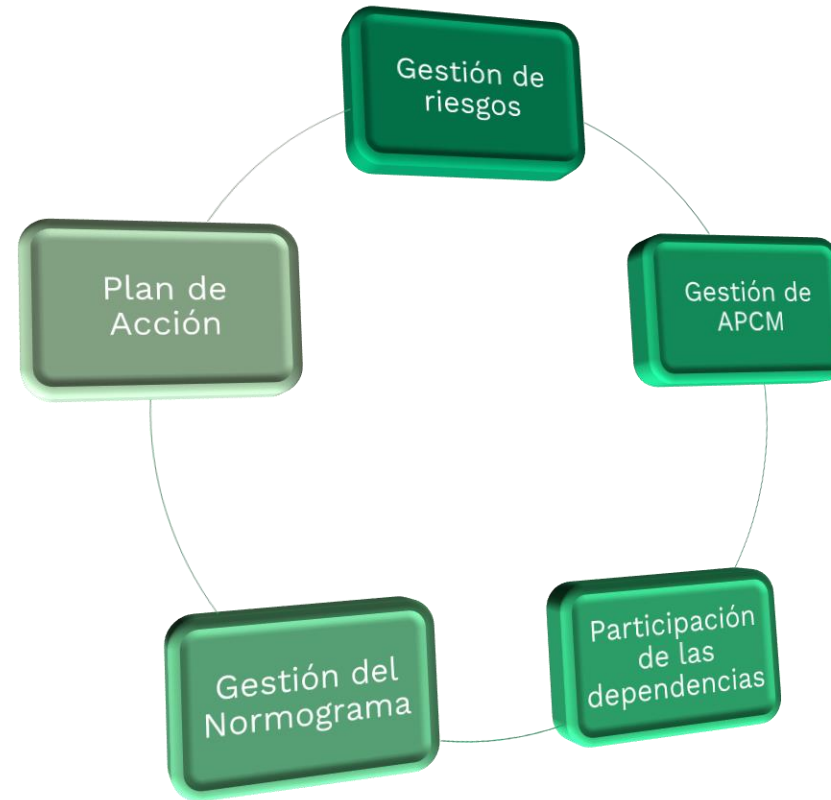 Gestión de
riesgos
Gestión de
APCM
Participación
de las
dependencias
Gestión del
Normograma
Plan de
Acción